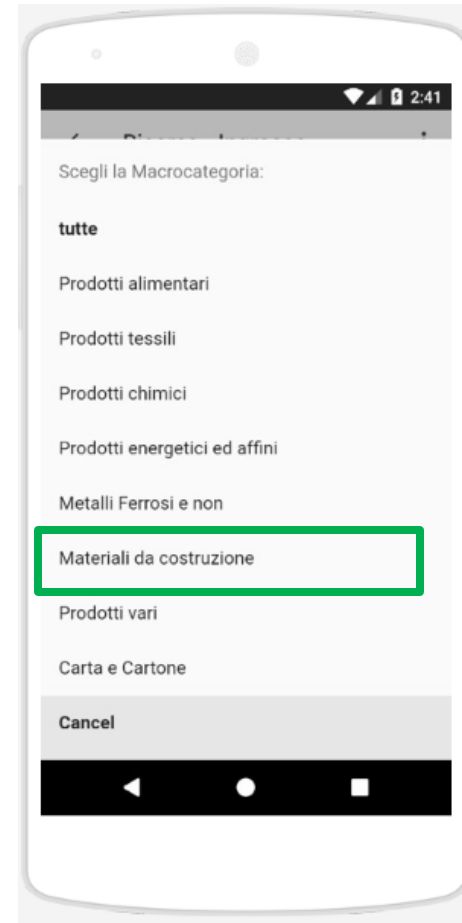 2:41
Scegli la Macrocategoria:
tutte
Prodotti alimentari
Prodotti tessili
Prodotti chimici
Prodotti energetici ed affini
Metalli Ferrosi e non
Materiali da costruzione
Prodotti vari
Carta e Cartone
Cancel